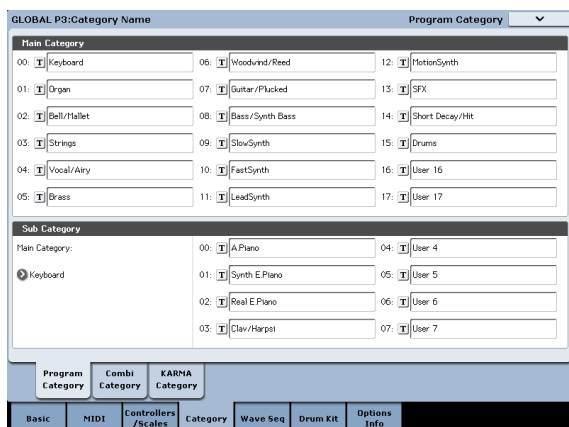 GLOBAL P3:Category Name Program Category
Main Category
00: T Keyboard 06: T Woodwind/Reed 12: T MotionSynth
01: T Organ 07: T Guitar/Plucked 13: T SFX
02: T Bell/Mallet 08: T Bass/Synth Bass 14: T Short Decay/Hit
03: T Strings 09: T SlowSynth 15: T Drums
04: T Vocal/Airy 10: T FastSynth 16: T User 16
05: T Brass 11: T LeadSynth 17: T User 17
Sub Category
Main Category: 00: T A.Piano 04: T User 4
Keyboard 01: T Synth E.Piano 05: T User 5
02: T Real E.Piano 06: T User 6
03: T Clav/Harpsi 07: T User 7
Program Combi KARMA
Category Category Category
Basic MIDI Controllers /Scales Category Wave Seq Drum Kit Options Info